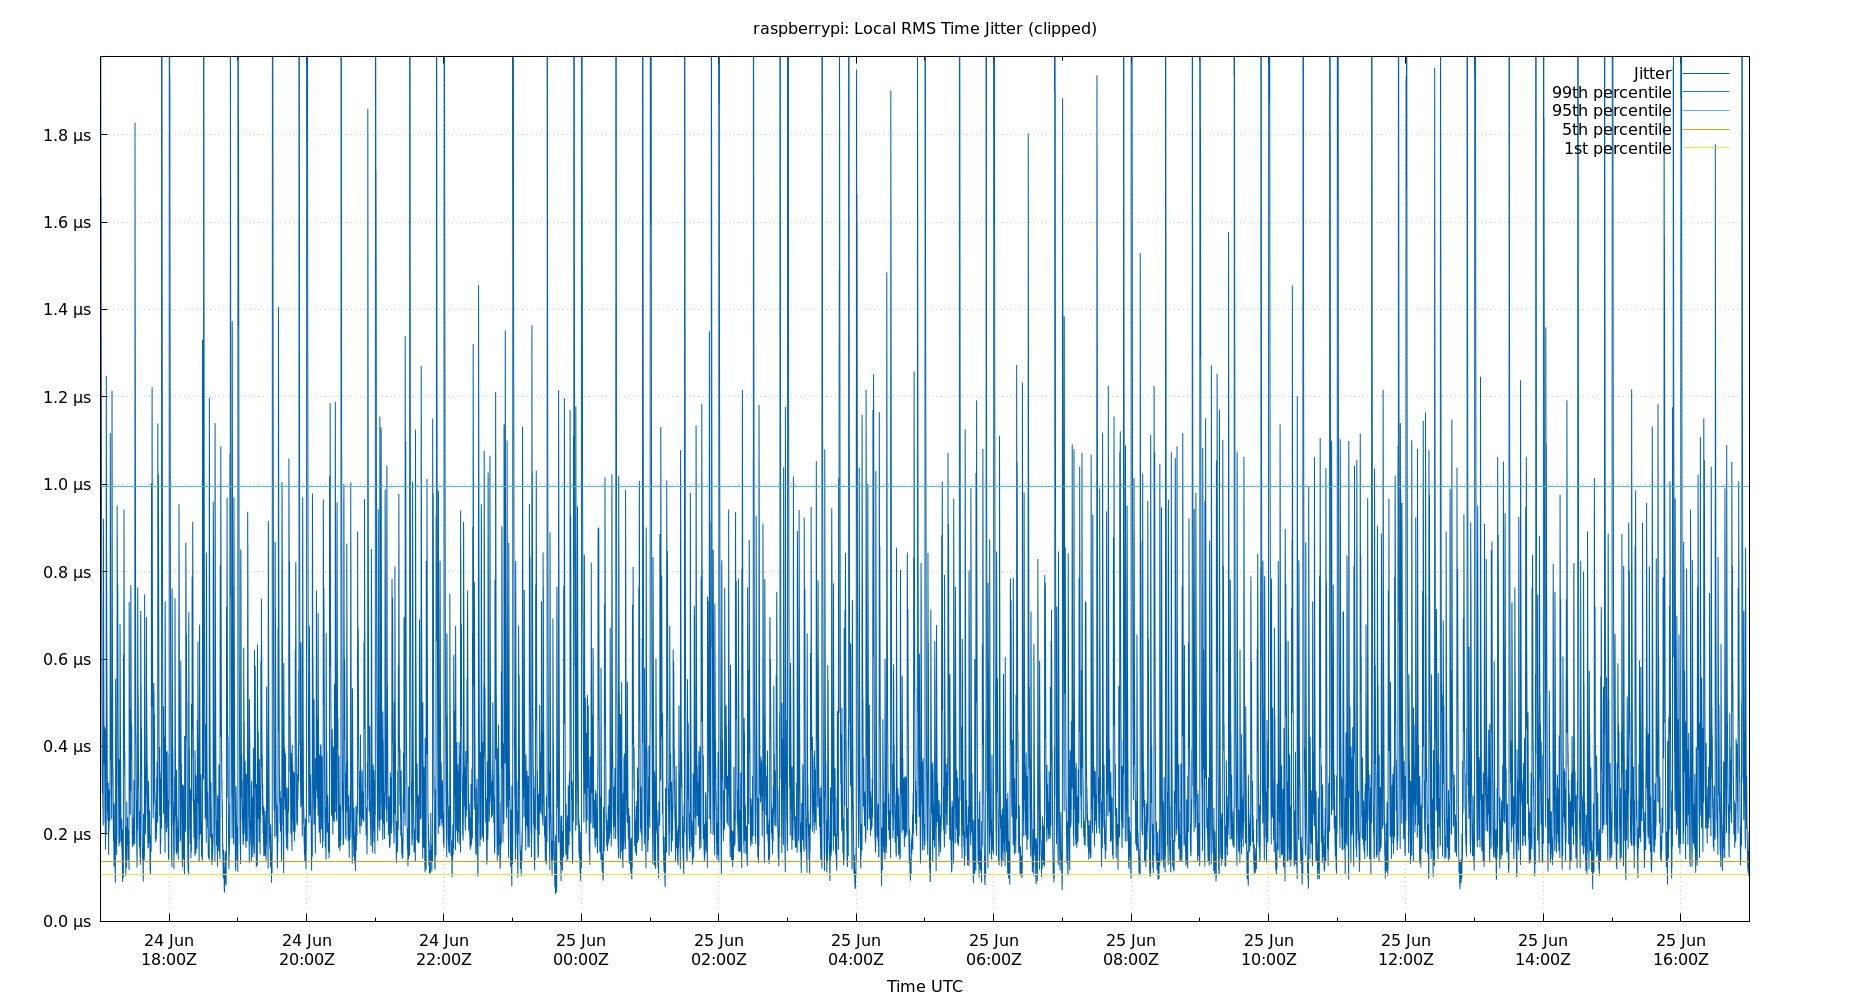 raspberrypi: Local RMS Time Jitter (clipped)
Jitter
99th percentile
95th percentile
5th percentile
1st percentile
1.8 µs
1.6 µs
1.4 µs
1.2 µs
1.0 µs
0.8 µs
0.6 µs
0.4 µs
0.2 µs
0.0 µs
24 Jun 24 Jun 24 Jun 25 Jun 25 Jun 25 Jun 25 Jun 25 Jun 25 Jun 25 Jun 25 Jun 25 Jun
18:00Z 20:00Z 22:00Z 00:00Z 02:00Z 04:00Z 06:00Z 08:00Z 10:00Z 12:00Z 14:00Z 16:00Z
Time UTC